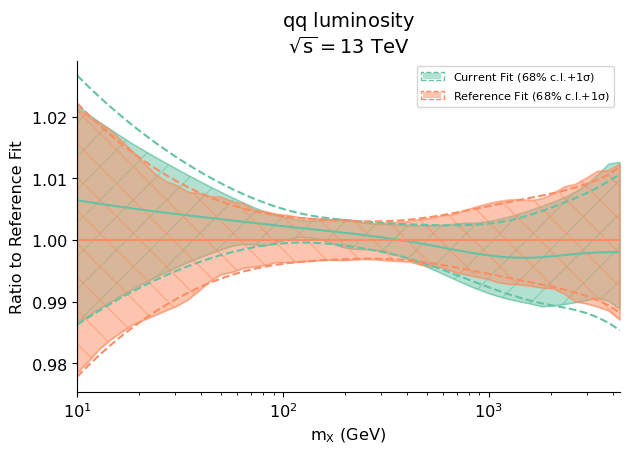 qq luminosity
√s = 13 TeV
Current Fit (68% c.l.+1σ)
Reference Fit (68% c.l.+1σ)
Ratio to Reference Fit
1.02
1.01
1.00
0.99
0.98
10¹ 10² 10³
mX (GeV)